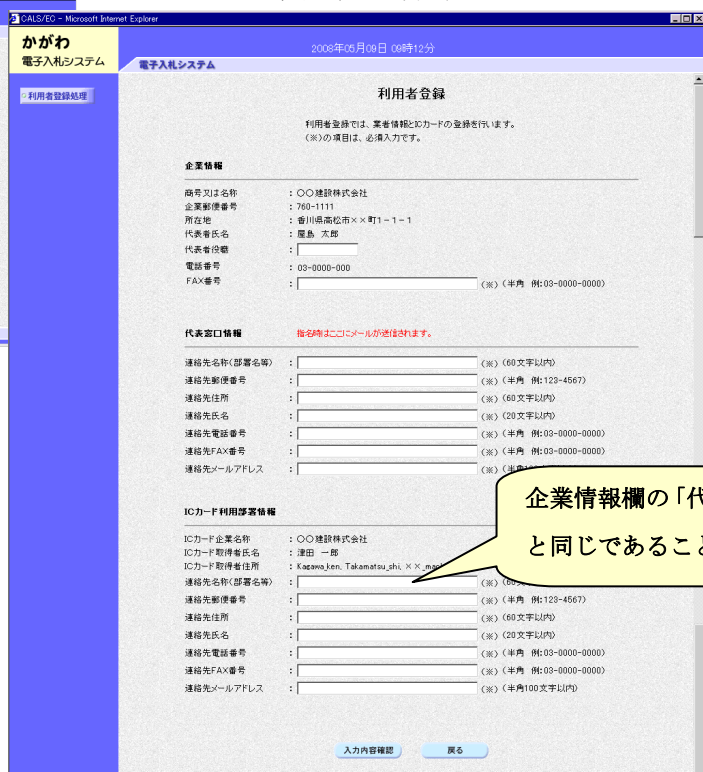 CALS/EC - Microsoft Internet Explorer
かがわ
電子入札システム
2008年05月09日 09時12分
電子入札システム
利用者登録処理
利用者登録
利用者登録では、業者情報とICカードの登録を行います。
(※)の項目は、必須入力です。
企業情報
商号又は名称 : 〇〇建設株式会社
企業郵便番号 : 760-1111
所在地 : 香川県高松市××町1-1-1
代表者氏名 : 屋島 太郎
代表者役職 :
電話番号 : 03-0000-000
FAX番号 : (※) (半角 例:03-0000-0000)
代表窓口情報 指名時はここにメールが送信されます。
連絡先名称(部署名等) : (※) (60文字以内)
連絡先郵便番号 : (※) (半角 例:123-4567)
連絡先住所 : (※) (60文字以内)
連絡先氏名 : (※) (20文字以内)
連絡先電話番号 : (※) (半角 例:03-0000-0000)
連絡先FAX番号 : (※) (半角 例:03-0000-0000)
連絡先メールアドレス : (※)
企業情報欄の「代
と同じであること
ICカード利用部署情報
ICカード企業名称 : 〇〇建設株式会社
ICカード取得者氏名 : 津田 一郎
ICカード取得者住所 : Kagawa_ken, Takamatsu_shi, ××_mac
連絡先名称(部署名等) : (※)
連絡先郵便番号 : (※) (半角 例:123-4567)
連絡先住所 : (※) (60文字以内)
連絡先氏名 : (※) (20文字以内)
連絡先電話番号 : (※) (半角 例:03-0000-0000)
連絡先FAX番号 : (※) (半角 例:03-0000-0000)
連絡先メールアドレス : (※) (半角100文字以内)
入力内容確認 戻る